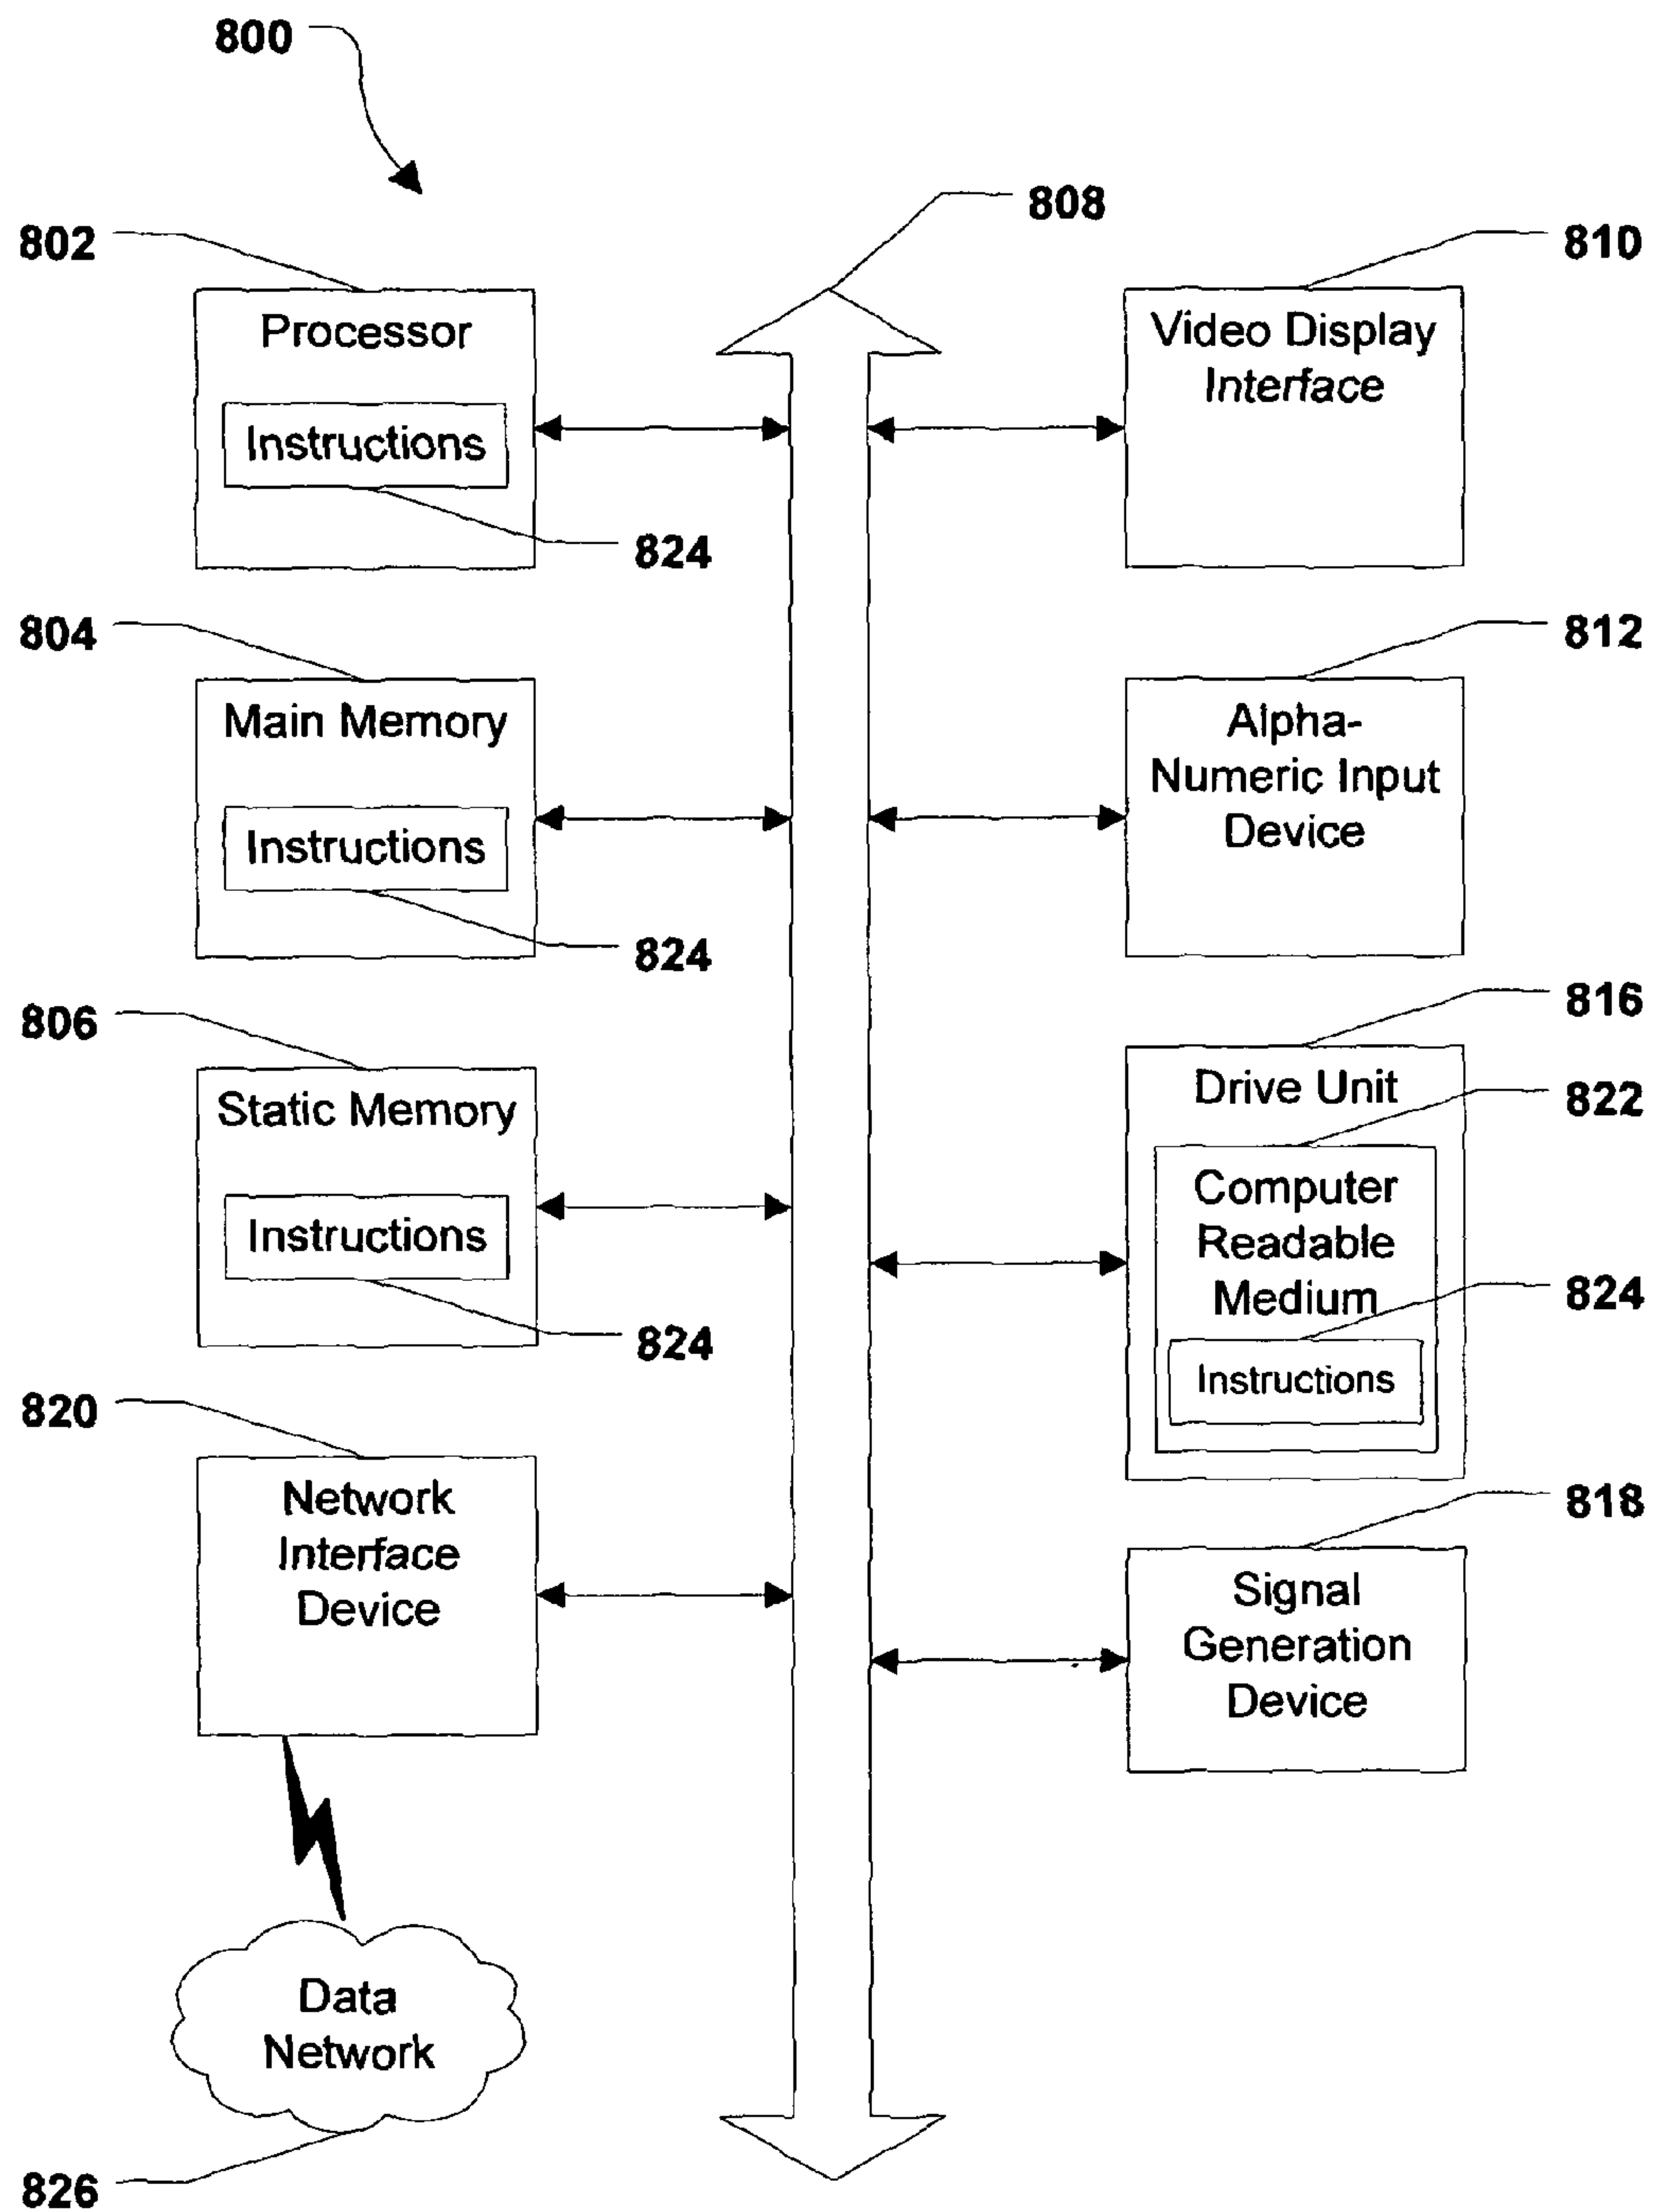 800
808
802
Processor
Instructions
824
810
Video Display
Interface
804
Main Memory
Instructions
824
812
Alpha-
Numeric Input
Device
806
Static Memory
Instructions
824
816
Drive Unit
822
Computer
Readable
Medium
824
Instructions
820
Network
Interface
Device
818
Signal
Generation
Device
Data
Network
826